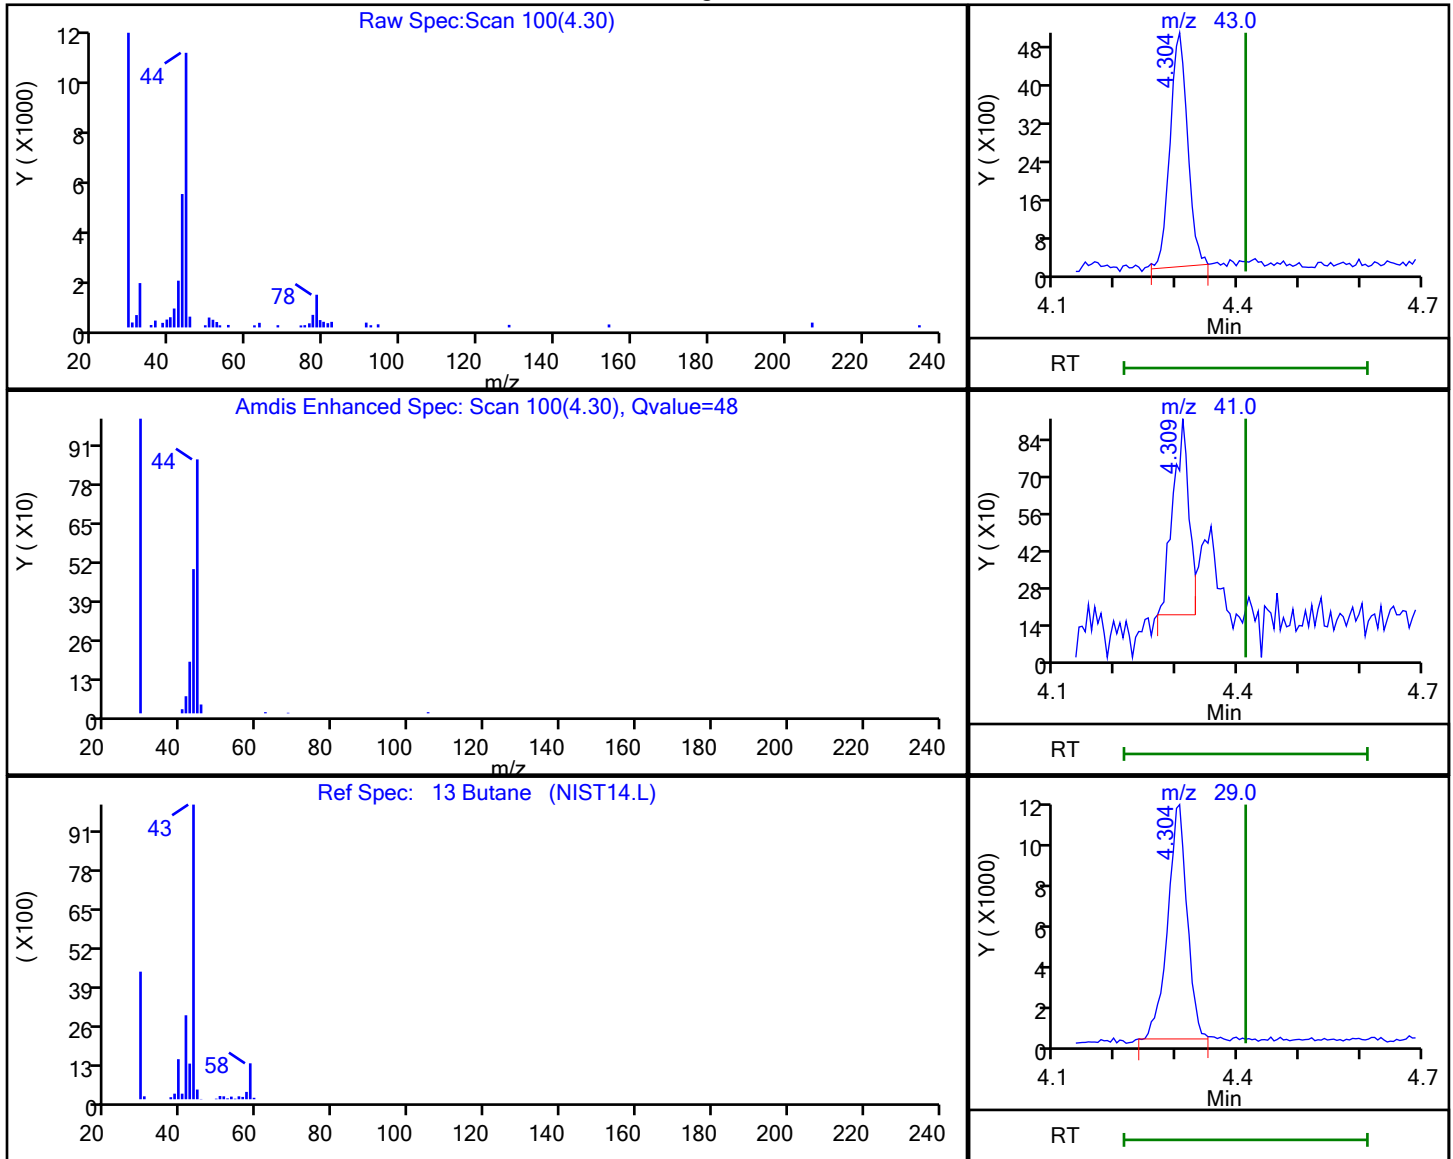 Raw Spec:Scan 100(4.30)
Y ( X1000)
12
10
8
6
4
2
0
44
78
20 40 60 80 100 120 140 160 180 200 220 240
m/z
m/z 43.0
Y ( X100)
48
40
32
24
16
8
0
4.304
4.1 4.4 4.7
Min
RT
Amdis Enhanced Spec: Scan 100(4.30), Qvalue=48
Y ( X10)
91
78
65
52
39
26
13
0
44
20 40 60 80 100 120 140 160 180 200 220 240
m/z
m/z 41.0
Y ( X10)
84
70
56
42
28
14
0
4.309
4.1 4.4 4.7
Min
RT
Ref Spec: 13 Butane (NIST14.L)
( X100)
91
78
65
52
39
26
13
0
43
58
20 40 60 80 100 120 140 160 180 200 220 240
m/z 29.0
Y ( X1000)
12
10
8
6
4
2
0
4.304
4.1 4.4 4.7
Min
RT